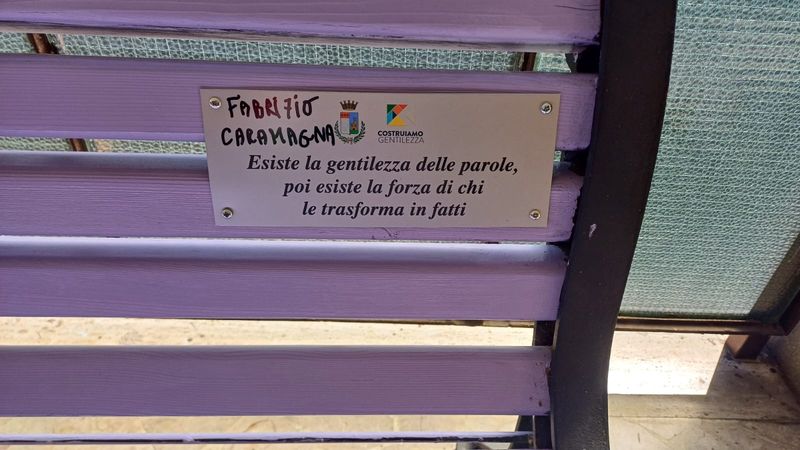 FABRIZIO
CARAMAGNA
COSTRUIAMO
GENTILEZZA
Esiste la gentilezza delle parole,
poi esiste la forza di chi
le trasforma in fatti